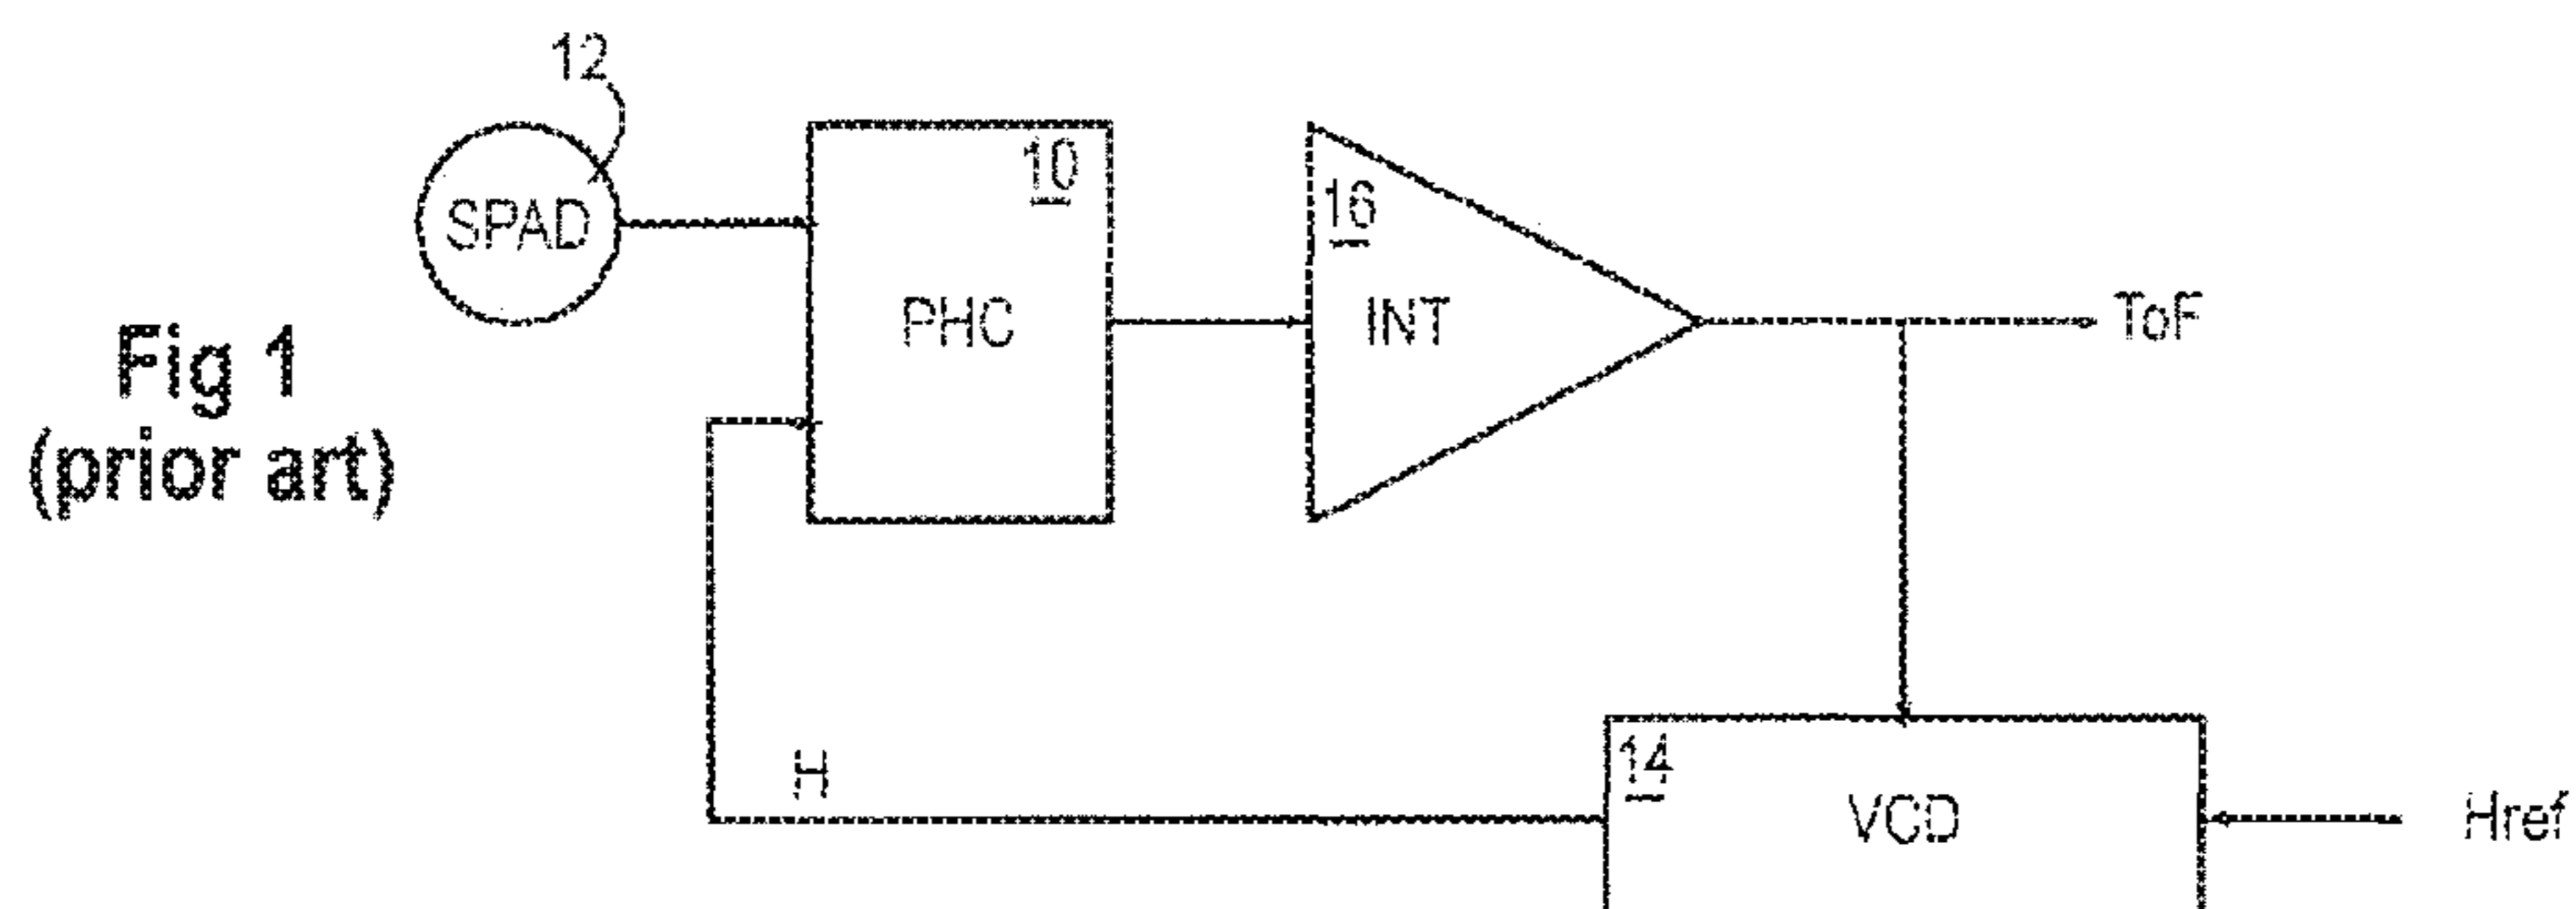 12
SPAD
10
PHC
16
INT
ToF
Fig 1
(prior art)
H
14
VCD
Href